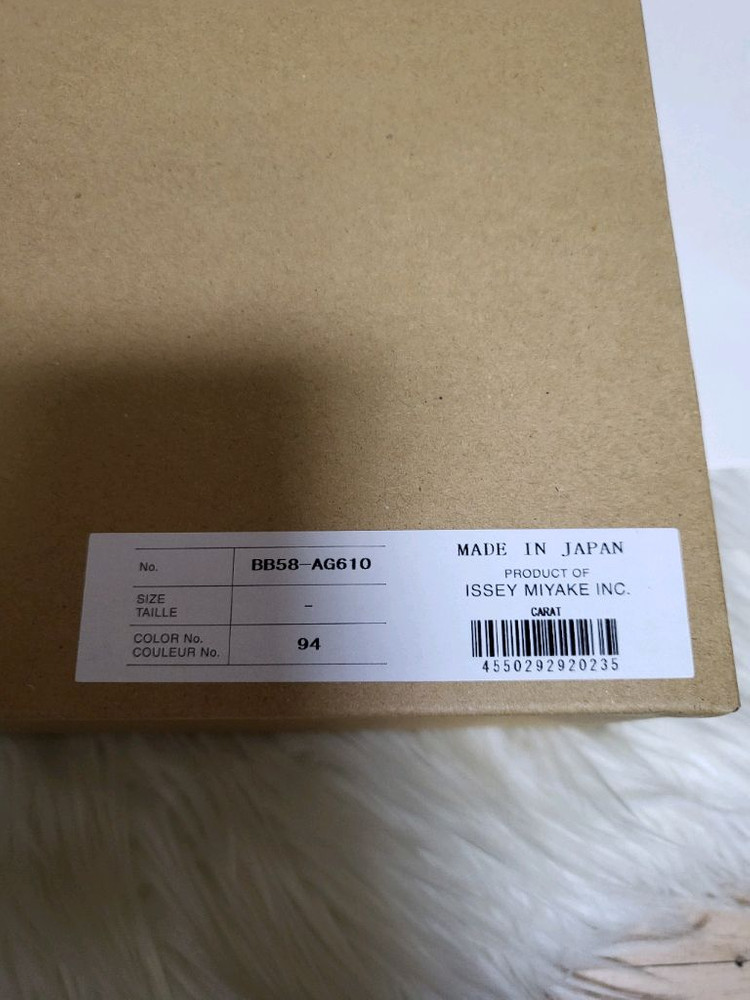 No. BB58-AG610
SIZE
TAILLE -
COLOR No.
COULEUR No. 94
MADE IN JAPAN
PRODUCT OF
ISSEY MIYAKE INC.
CARAT
4550292920235